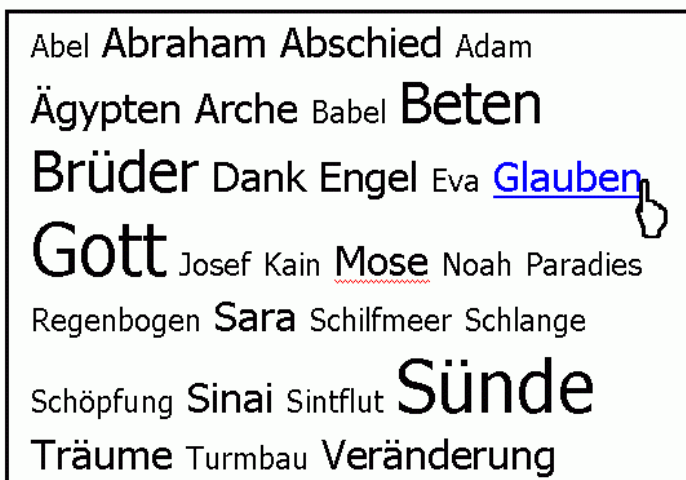 Abel Abraham Abschied Adam
Ägypten Arche Babel Beten
Brüder Dank Engel Eva Glauben
Gott Josef Kain Mose Noah Paradies
Regenbogen Sara Schilfmeer Schlange
Schöpfung Sinai Sintflut Sünde
Träume Turmbau Veränderung